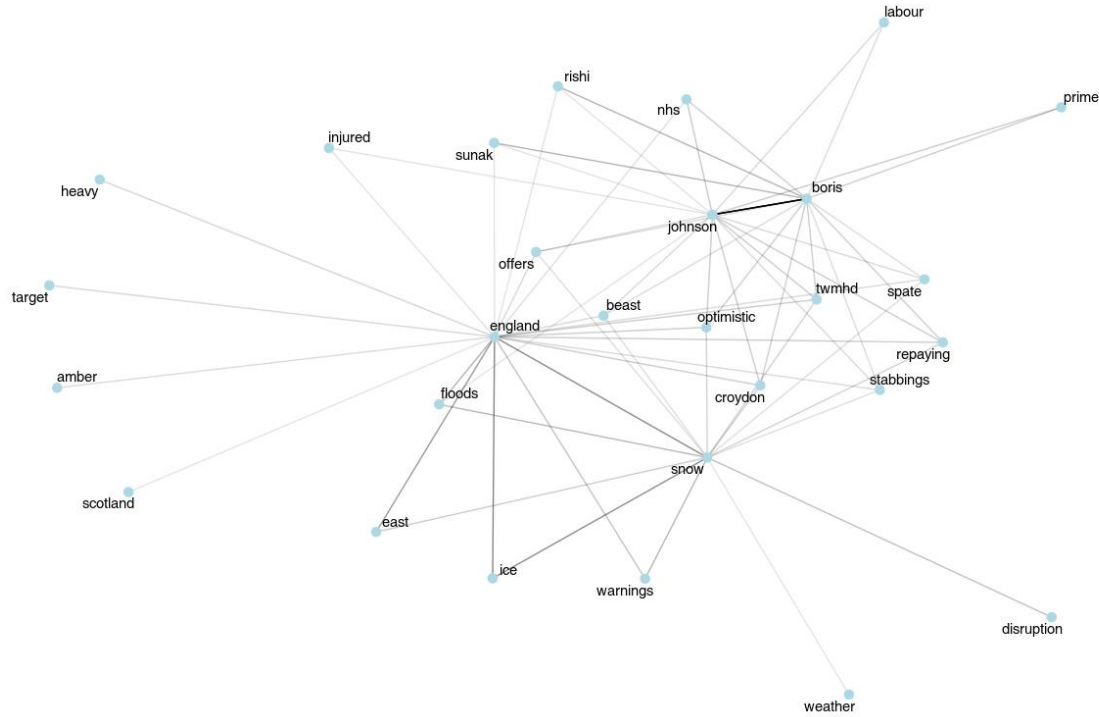 labour
rishi
prime
nhs
injured
sunak
heavy
boris
johnson
offers
target
twmhd
spate
beast
england
optimistic
repaying
amber
stabbings
floods
croydon
snow
scotland
east
ice
warnings
disruption
weather